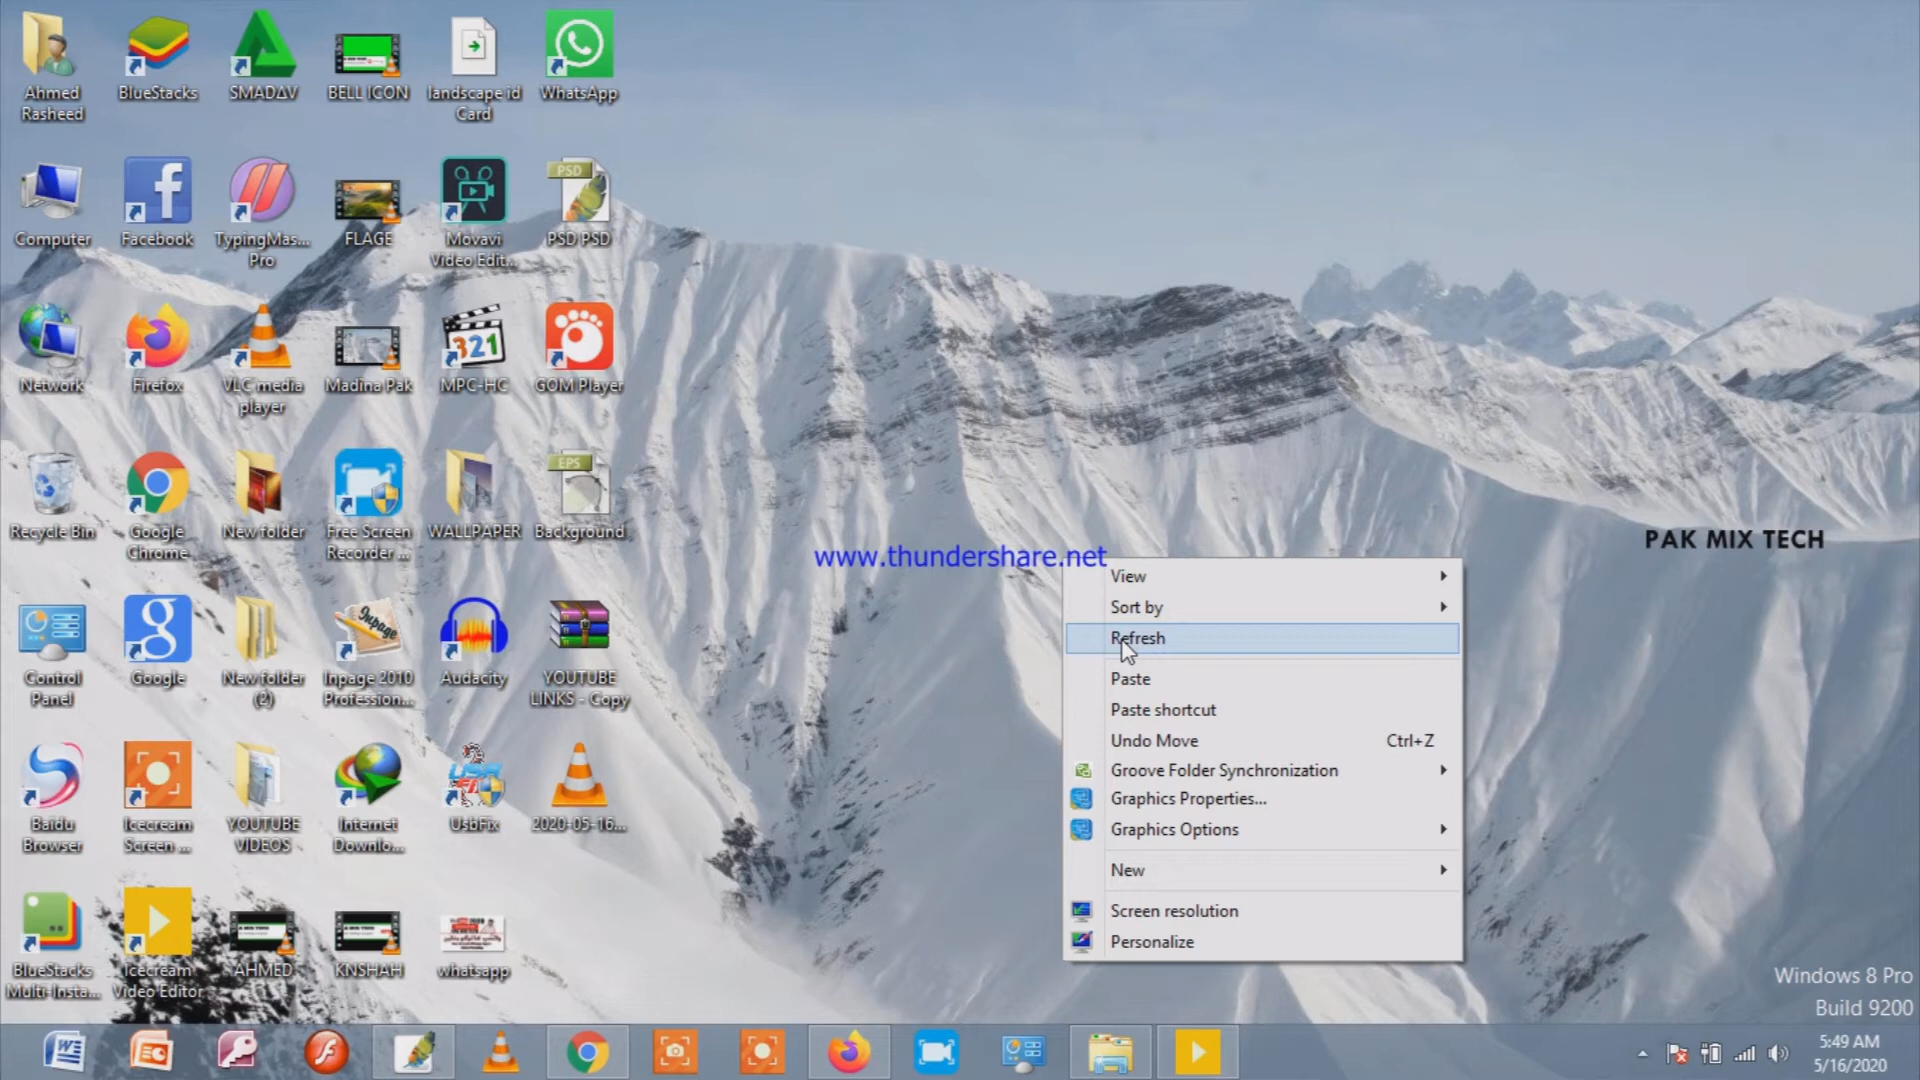 Ahmed
Rasheed
BlueStacks
SMADΔV
BELL ICON
landscape id
Card
WhatsApp
Computer
Facebook
TypingMas...
Pro
FLAGE
Movavi
Video Edit...
PSD
PSD PSD
Network
Firefox
VLC media
player
Madina Pak
321
MPC-HC
GOM Player
Recycle Bin
Google
Chrome
New folder
Free Screen
Recorder ...
WALLPAPER
EPS
Background
www.thundershare.net
PAK MIX TECH
Control
Panel
Google
New folder
(2)
Inpage
Inpage 2010
Profession...
Audacity
YOUTUBE
LINKS - Copy
Baidu
Browser
Icecream
Screen ...
YOUTUBE
VIDEOS
Internet
Downlo...
UsbFix
2020-05-16...
BlueStacks
Multi-Insta...
Icecream
Video Editor
AHMED
KNSHAH
whatsapp
View
Sort by
Refresh
Paste
Paste shortcut
Undo Move Ctrl+Z
Groove Folder Synchronization
Graphics Properties...
Graphics Options
New
Screen resolution
Personalize
Windows 8 Pro
Build 9200
5:49 AM
5/16/2020